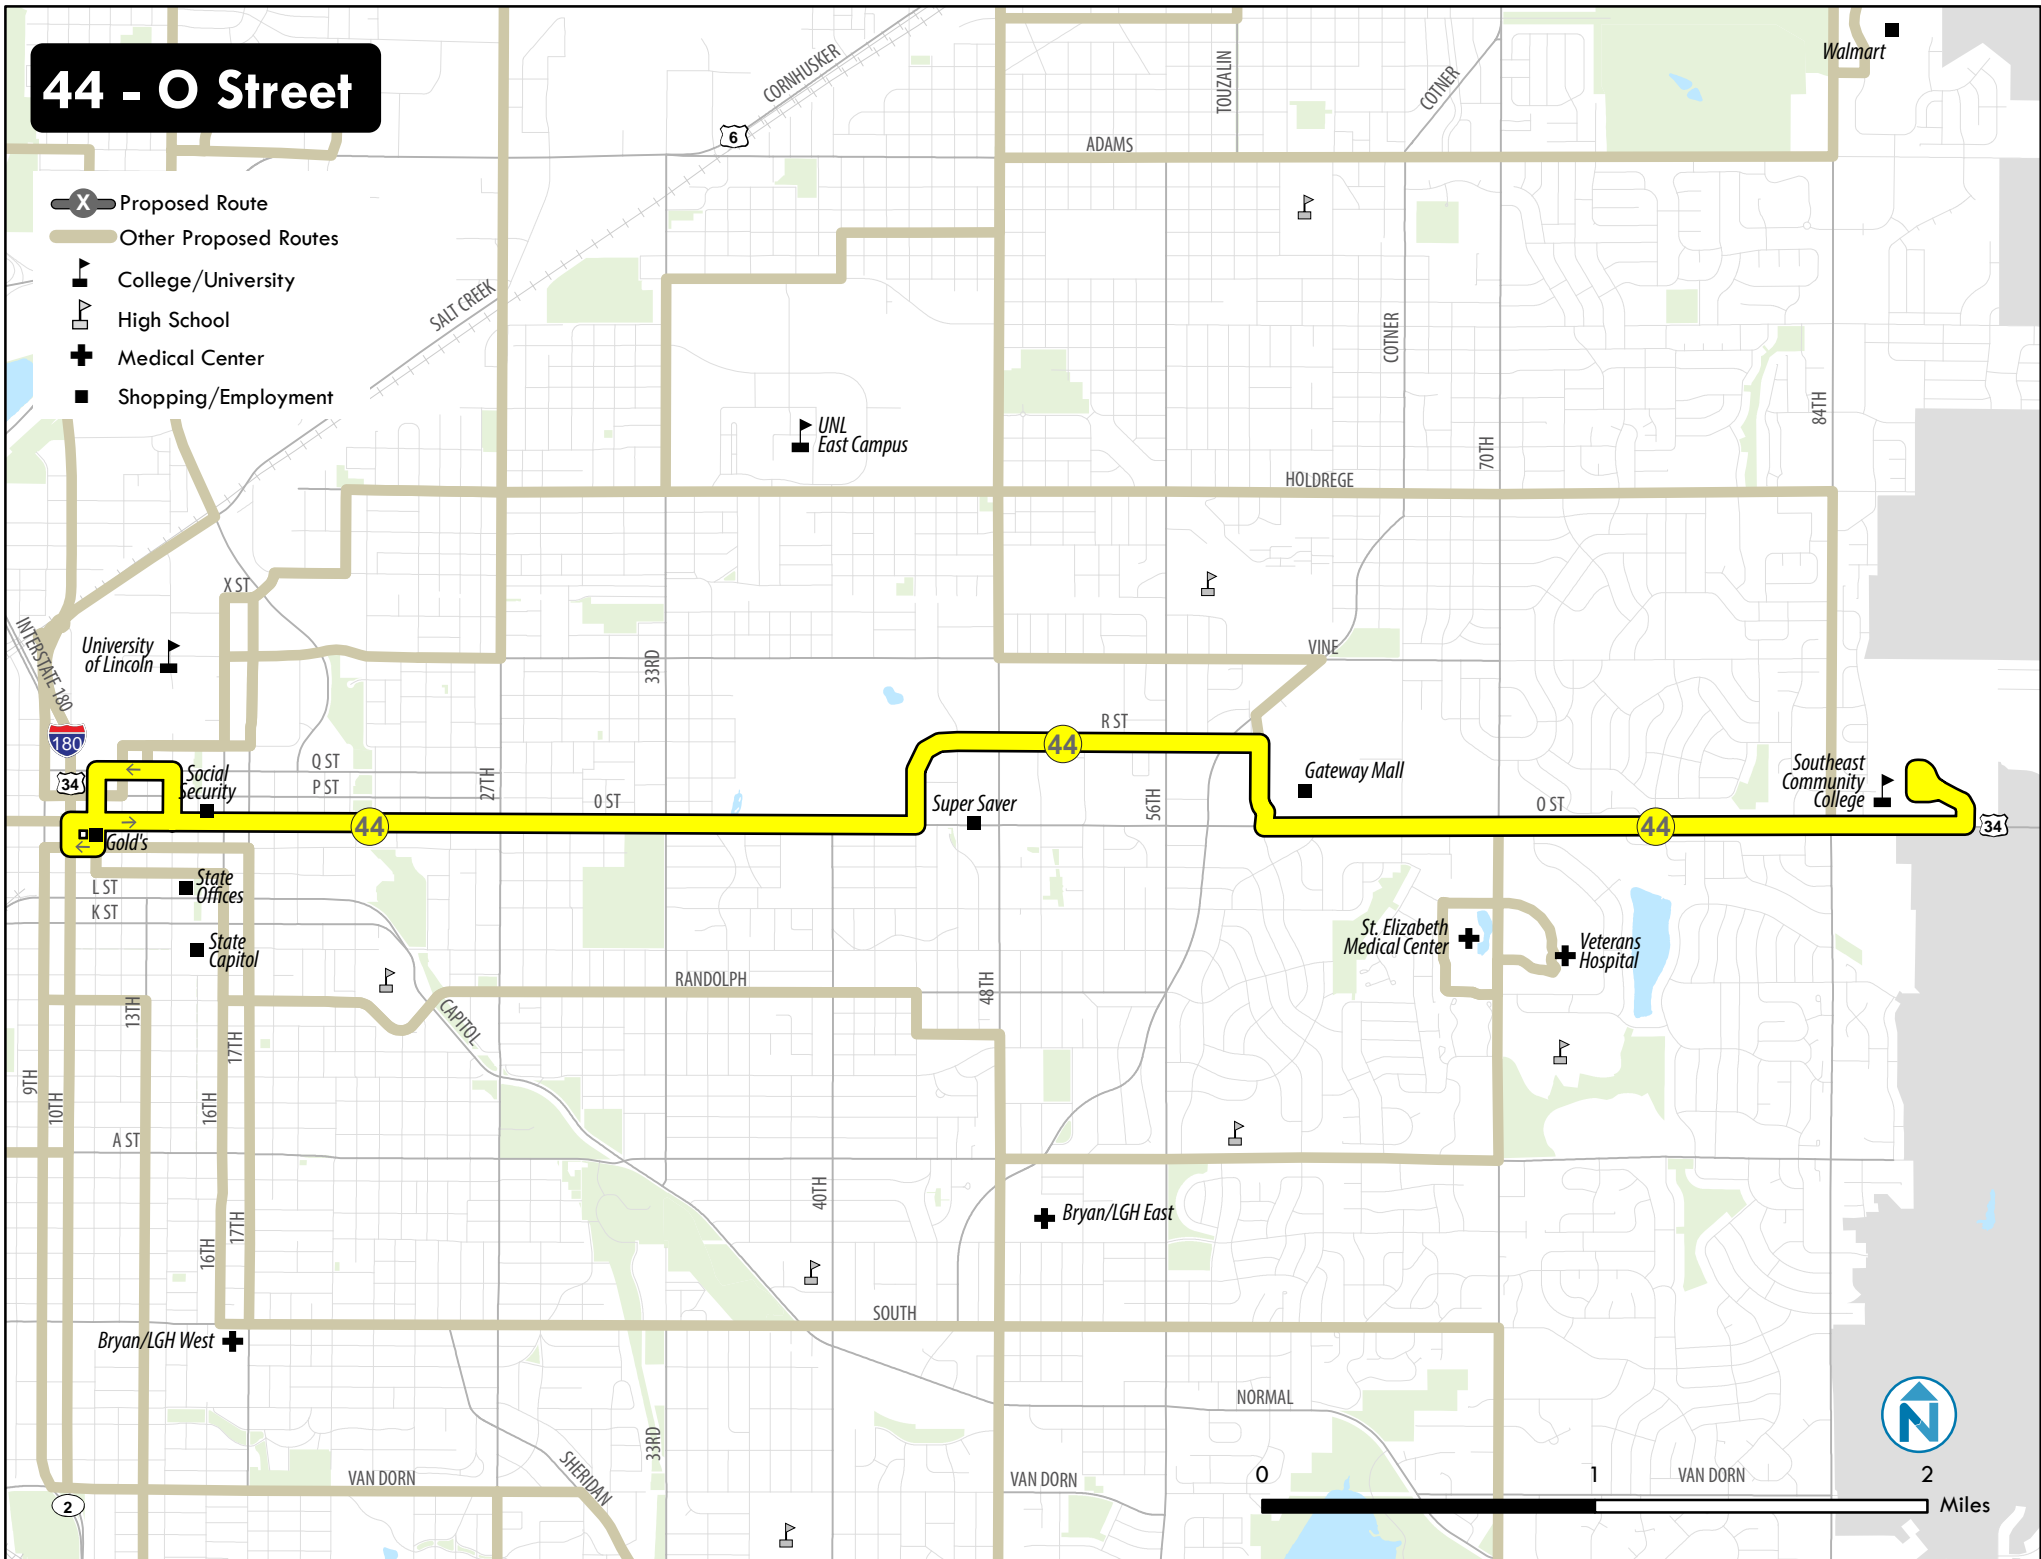 44 - O Street
X
Proposed Route
Other Proposed Routes
College/University
High School
Medical Center
Shopping/Employment
CORNHUSKER
6
TOUZALIN
COTNER
Walmart
ADAMS
SALT CREEK
COTNER
84TH
UNL
East Campus
70TH
HOLDREGE
X ST
INTERSTATE 180
University
of Lincoln
33RD
VINE
R ST
180
34
Q ST
P ST
27TH
O ST
44
44
44
Social
Security
Gold's
Super Saver
56TH
Gateway Mall
O ST
Southeast
Community
College
34
L ST
K ST
State
Offices
State
Capitol
St. Elizabeth
Medical Center
Veterans
Hospital
RANDOLPH
48TH
CAPITOL
13TH
17TH
9TH
10TH
16TH
A ST
40TH
Bryan/LGH East
17TH
16TH
SOUTH
Bryan/LGH West
NORMAL
33RD
SHERIDAN
VAN DORN
VAN DORN
VAN DORN
2
N
0
1
2
Miles